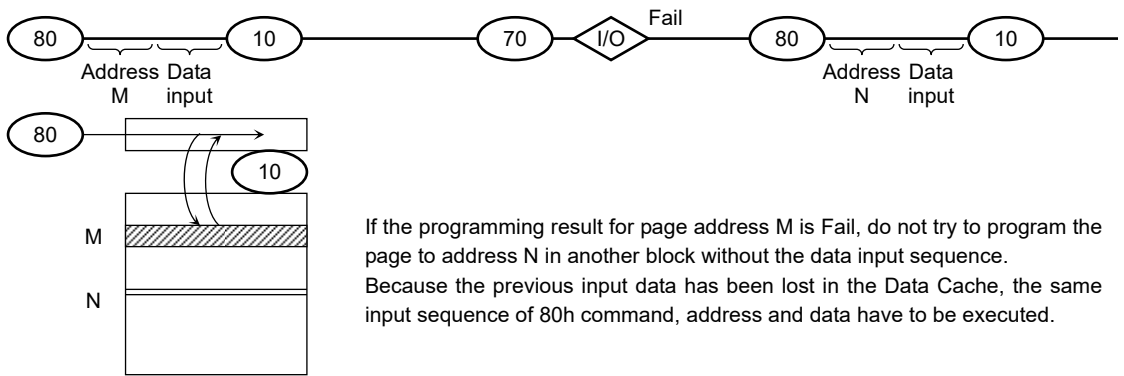 Fail
80 10 70 I/O 80 10
Address Data Address Data
M input N input
80
10
M
N
If the programming result for page address M is Fail, do not try to program the
page to address N in another block without the data input sequence.
Because the previous input data has been lost in the Data Cache, the same
input sequence of 80h command, address and data have to be executed.